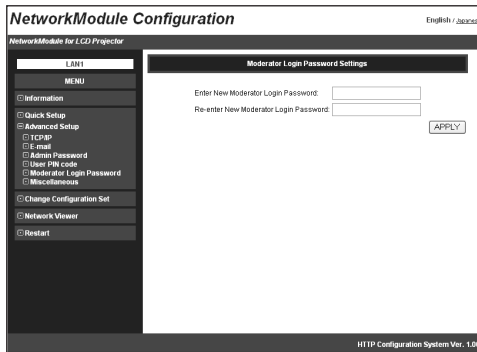 NetworkModule Configuration
English /
NetworkModule for LCD Projector
LAN1
MENU
Information
Quick Setup
Advanced Setup
TCP/IP
E-mail
Admin Password
User PIN code
Moderator Login Password
Miscellaneous
Change Configuration Set
Network Viewer
Restart
Moderator Login Password Settings
Enter New Moderator Login Password:
Re-enter New Moderator Login Password:
APPLY
HTTP Configuration System Ver.